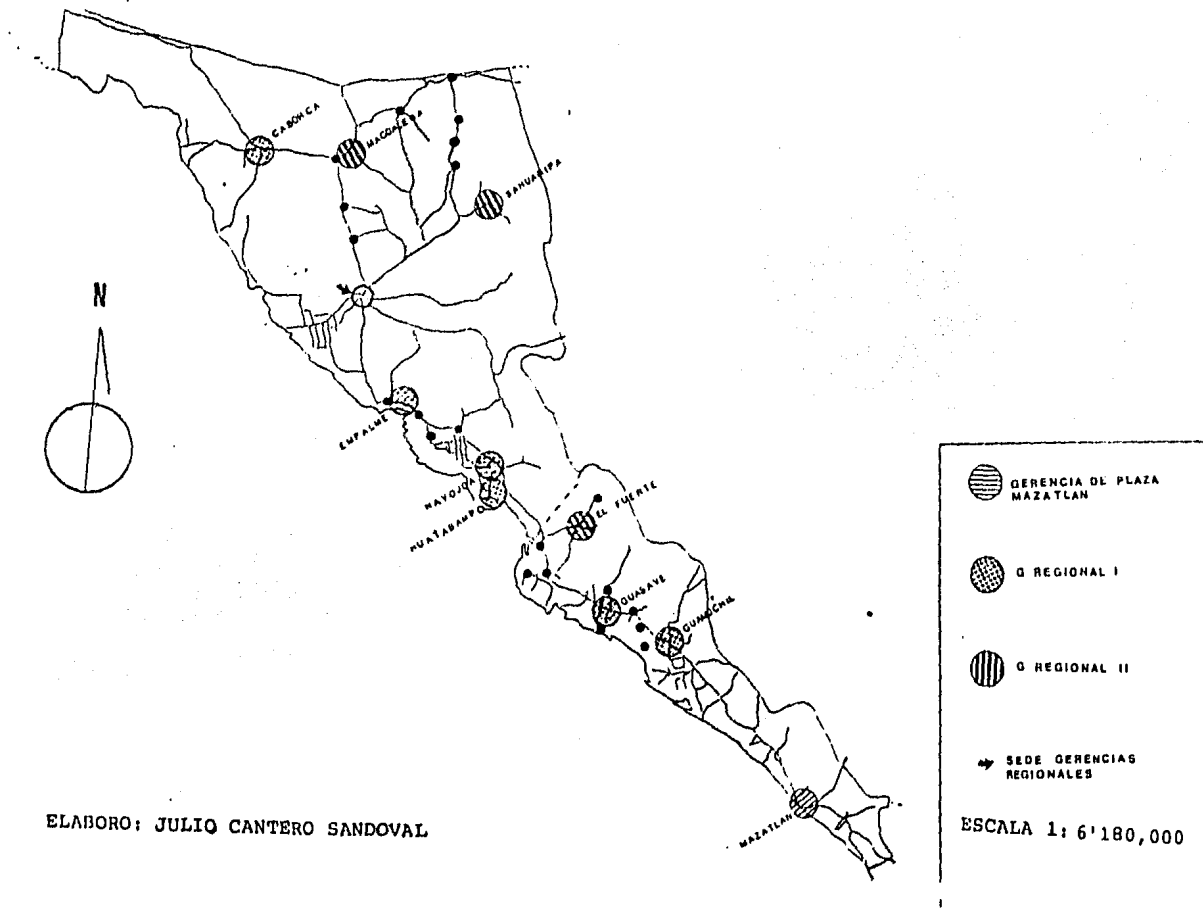 CABORCA
MAGDALENA
SAHUARIPA
N
EMPALME
NAVOJOA
HUATABAMPO
EL FUERTE
GUASAVE
GUAMUCHIL
MAZATLAN
GERENCIA DE PLAZA
MAZATLAN
G REGIONAL I
G REGIONAL II
SEDE GERENCIAS
REGIONALES
ELABORO: JULIO CANTERO SANDOVAL
ESCALA 1: 6'180,000